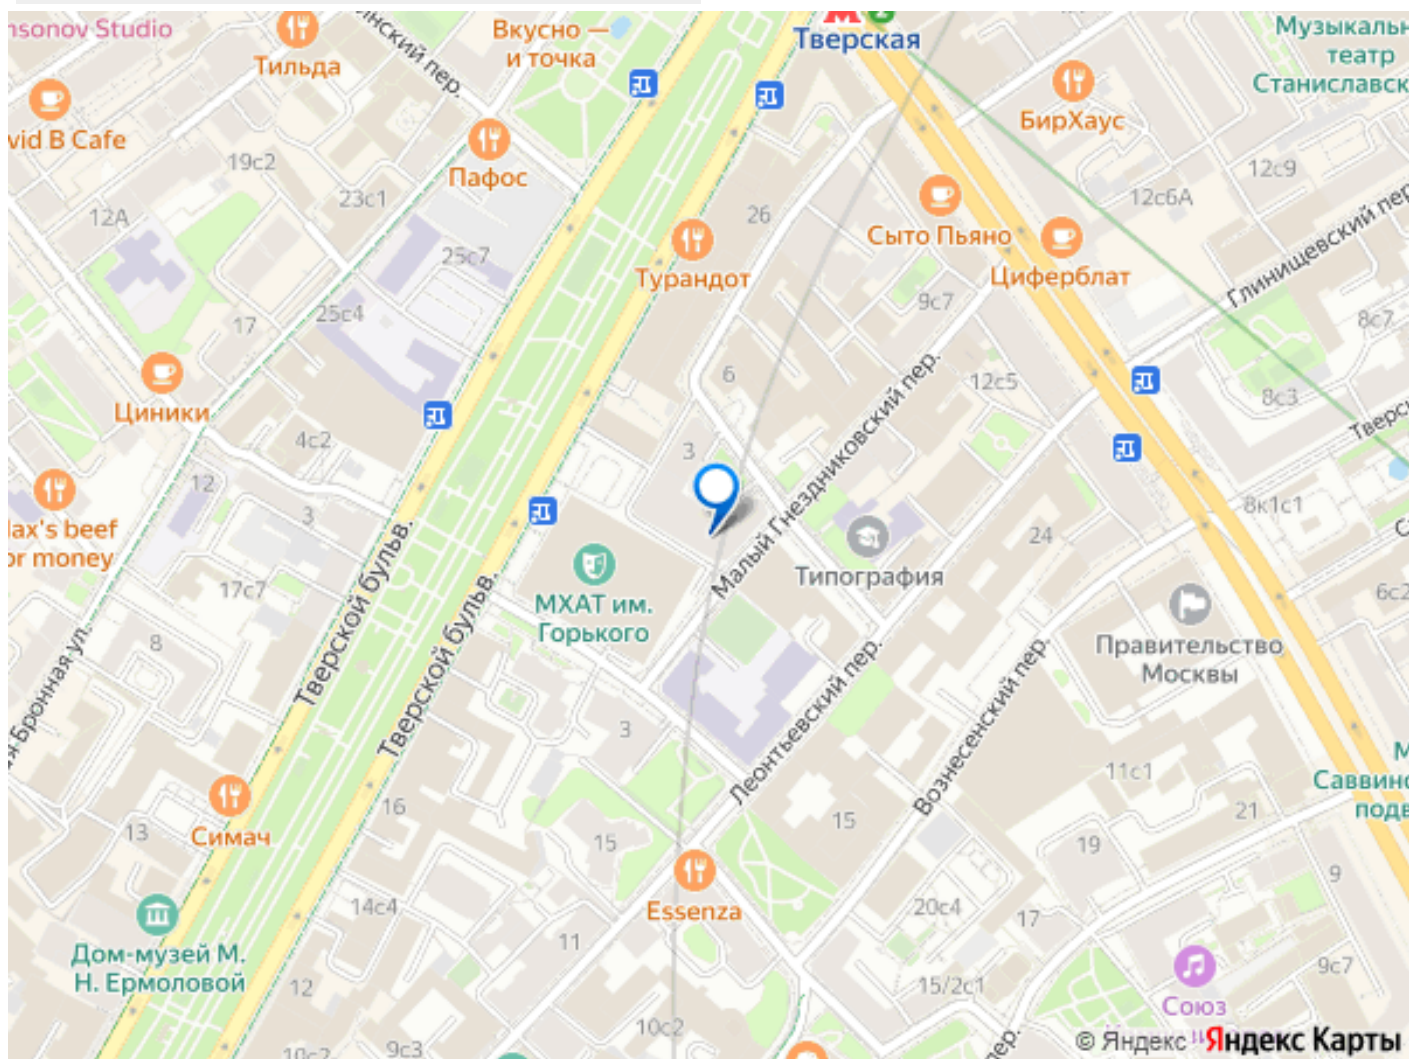 nsonov Studio
Тильда
Вкусно —
и точка
Тверская
Музыкальн
театр
Станиславск
БирХаус
vid B Cafe
19с2
Пафос
23с1
12А
26
12с9
12с6А
Сыто Пьяно
Циферблат
Глинищевский пер
25с7
Турандот
9с7
8с7
25с4
17
6
12с5
8с3
Циники
Малый Гнездниковский пер.
Тверс
4с2
3
12
3
8к1с1
lax's beef
or money
24
Типография
17с7
МХАТ им.
Горького
6с2
Правительство
Москвы
8
Тверской бульв.
Тверской бульв.
я Бронная ул.
3
Леонтьевский пер.
Вознесенский пер.
11с1
М
Саввинс
подв
16
21
13
Симач
15
15
19
9
Essenza
14с4
20с4
17
Дом-музей М.
Н. Ермоловой
11
12
15/2с1
9с7
Союз
10с2
10с2
9с3
пер.
© Яндекс
Яндекс Карты